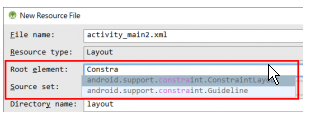 New Resource File
File name: activity_main2.xml
Resource type: Layout
Root element: Constra
android.support.constraint.ConstraintLay
Source set: android.support.constraint.Guideline
Directory name: layout